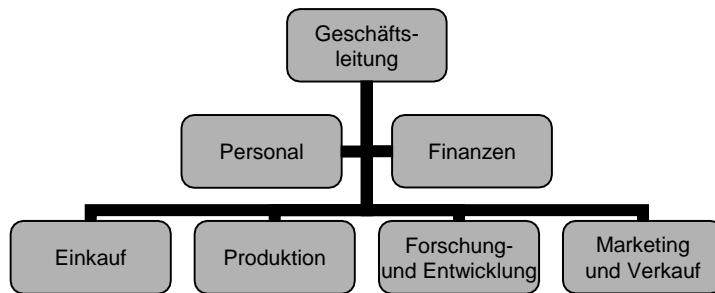 Geschäfts-
leitung
Personal
Finanzen
Einkauf
Produktion
Forschung-
und Entwicklung
Marketing
und Verkauf